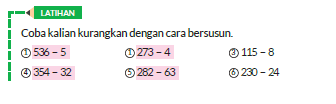 LATIHAN
Coba kalian kurangkan dengan cara bersusun.
① 536 – 5 ① 273 – 4 ③ 115 – 8
④ 354 – 32 ⑤ 282 – 63 ⑥ 230 – 24